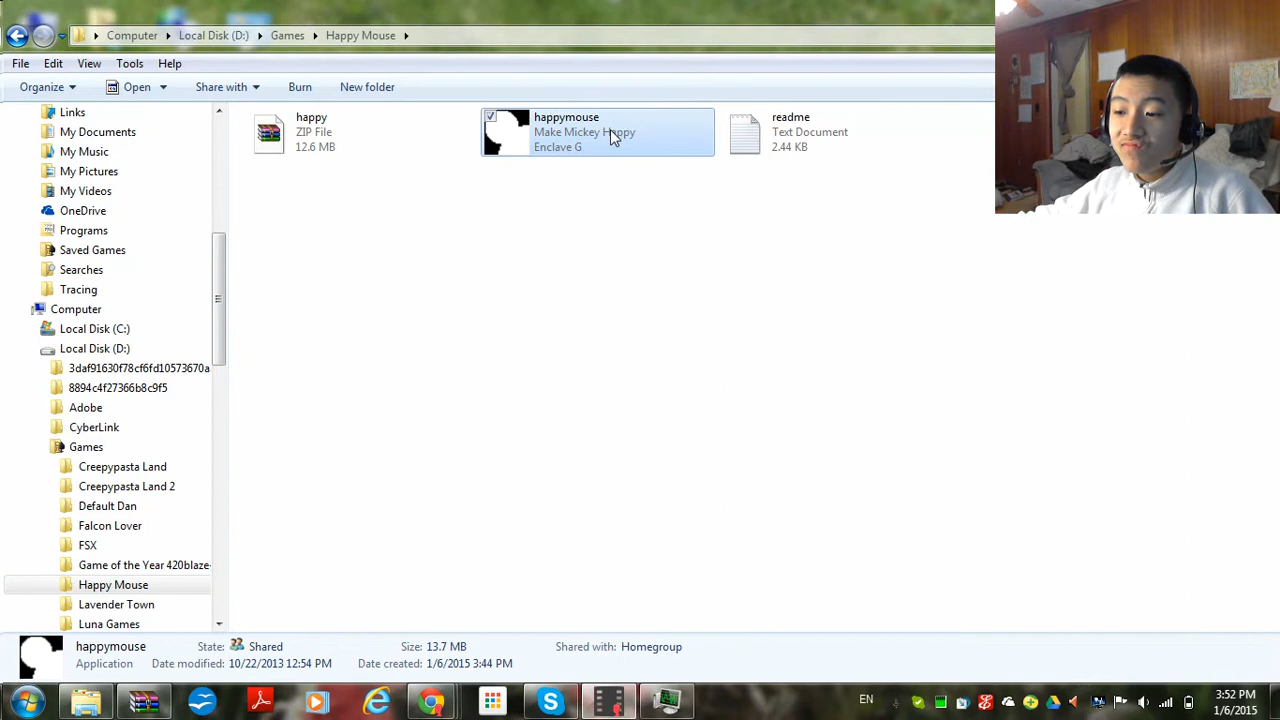 Computer Local Disk (D:) Games Happy Mouse
File Edit View Tools Help
Organize Open Share with Burn New folder
Links
My Documents
My Music
My Pictures
My Videos
OneDrive
Programs
Saved Games
Searches
Tracing
Computer
Local Disk (C:)
Local Disk (D:)
3daf91630f78cf6fd10573670a
8894c4f27366b8c9f5
Adobe
CyberLink
Games
Creepypasta Land
Creepypasta Land 2
Default Dan
Falcon Lover
FSX
Game of the Year 420blaze
Happy Mouse
Lavender Town
Luna Games
happy
ZIP File
12.6 MB
happymouse
Make Mickey Happy
Enclave G
readme
Text Document
2.44 KB
happymouse State: Shared Size: 13.7 MB Shared with: Homegroup
Application Date modified: 10/22/2013 12:54 PM Date created: 1/6/2015 3:44 PM
EN
3:52 PM
1/6/2015